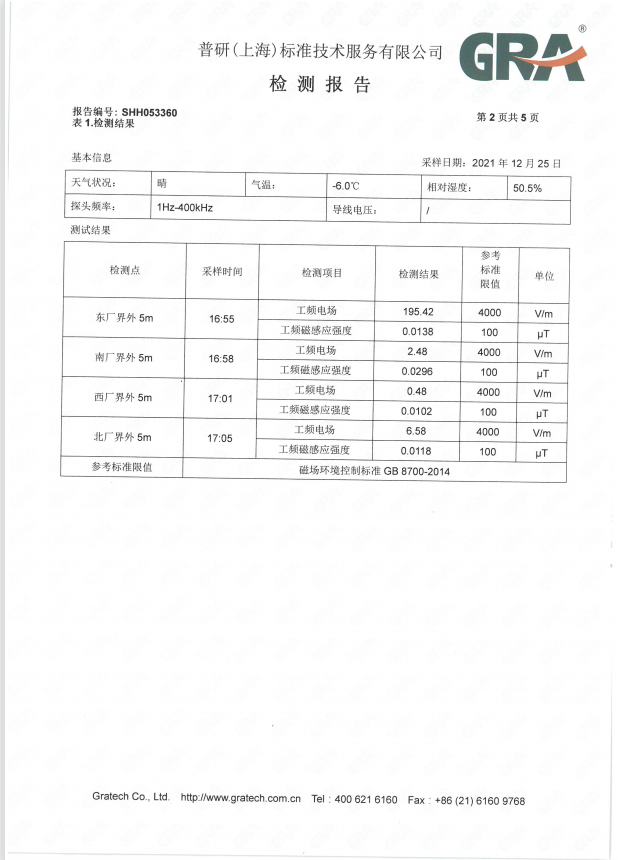 普研(上海)标准技术服务有限公司
GRA®
检测报告
报告编号: SHH053360
第 2 页共 5 页
表 1.检测结果
基本信息
采样日期: 2021 年 12 月 25 日
天气状况: 晴 气温: -6.0℃ 相对湿度: 50.5%
探头频率: 1Hz-400kHz 导线电压: /
测试结果
检测点 采样时间 检测项目 检测结果 参考标准限值 单位
东厂界外 5m 16:55 工频电场 195.42 4000 V/m
工频磁感应强度 0.0138 100 μT
南厂界外 5m 16:58 工频电场 2.48 4000 V/m
工频磁感应强度 0.0296 100 μT
西厂界外 5m 17:01 工频电场 0.48 4000 V/m
工频磁感应强度 0.0102 100 μT
北厂界外 5m 17:05 工频电场 6.58 4000 V/m
工频磁感应强度 0.0118 100 μT
参考标准限值 磁场环境控制标准 GB 8700-2014
Gratech Co., Ltd. http://www.gratech.com.cn Tel : 400 621 6160 Fax : +86 (21) 6160 9768